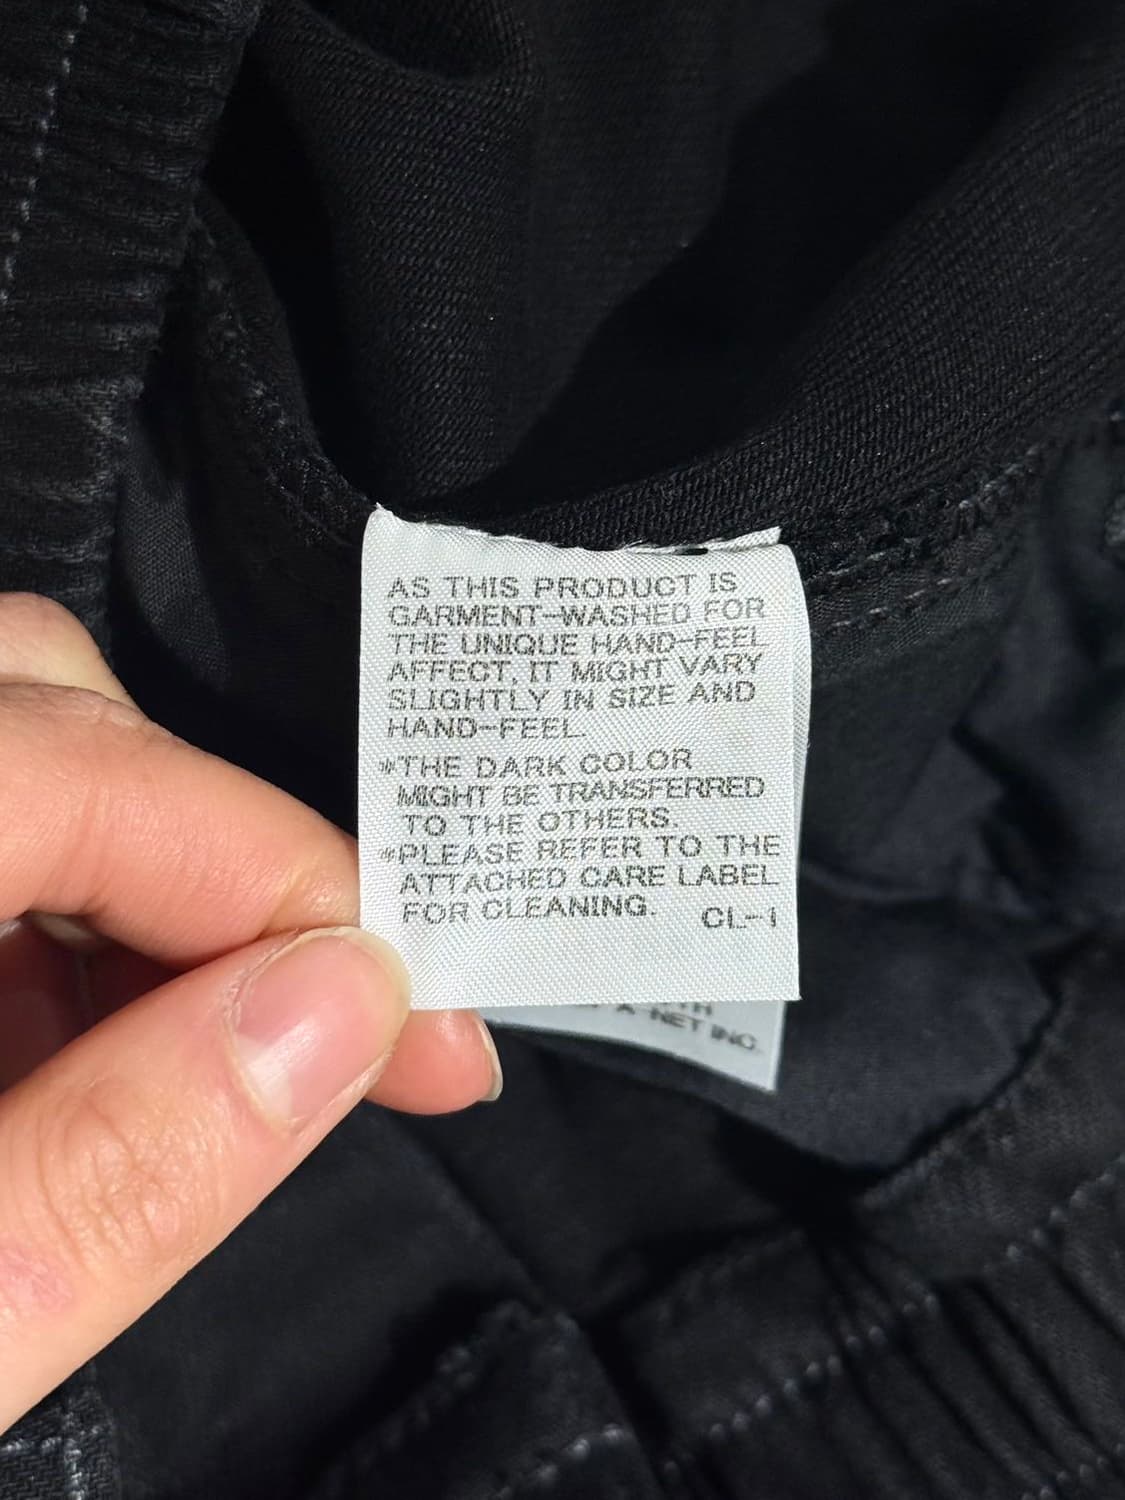 AS THIS PRODUCT IS
GARMENT-WASHED FOR
THE UNIQUE HAND-FEEL
AFFECT, IT MIGHT VARY
SLIGHTLY IN SIZE AND
HAND-FEEL.
*THE DARK COLOR
MIGHT BE TRANSFERRED
TO THE OTHERS.
*PLEASE REFER TO THE
ATTACHED CARE LABEL
FOR CLEANING. CL-1
A-NET INC.